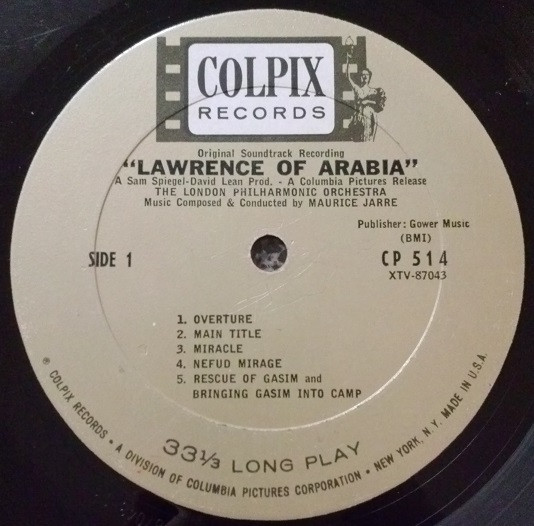 COLPIX
RECORDS
Original Soundtrack Recording
"LAWRENCE OF ARABIA"
A Sam Spiegel-David Lean Prod. - A Columbia Pictures Release
THE LONDON PHILHARMONIC ORCHESTRA
Music Composed & Conducted by MAURICE JARRE
Publisher: Gower Music
(BMI)
SIDE 1
CP 514
XTV-87043
1. OVERTURE
2. MAIN TITLE
3. MIRACLE
4. NEFUD MIRAGE
5. RESCUE OF GASIM and
BRINGING GASIM INTO CAMP
33⅓ LONG PLAY
® COLPIX RECORDS • A DIVISION OF COLUMBIA PICTURES CORPORATION • NEW YORK, N.Y. MADE IN U.S.A.